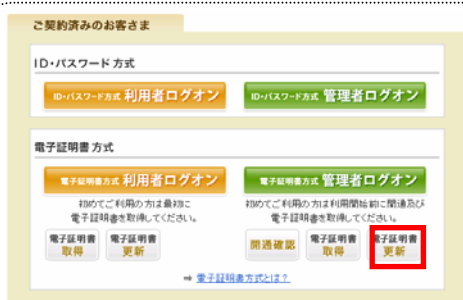 ご契約済みのお客さま
ID・パスワード方式
ID・パスワード方式 利用者ログオン
ID・パスワード方式 管理者ログオン
電子証明書方式
電子証明書方式 利用者ログオン
電子証明書方式 管理者ログオン
初めてご利用の方は最初に
電子証明書を取得してください。
初めてご利用の方は利用開始前に開通及び
電子証明書を取得してください。
電子証明書
取得
電子証明書
更新
開通確認
電子証明書
取得
電子証明書
更新
⇒ 電子証明書方式とは?